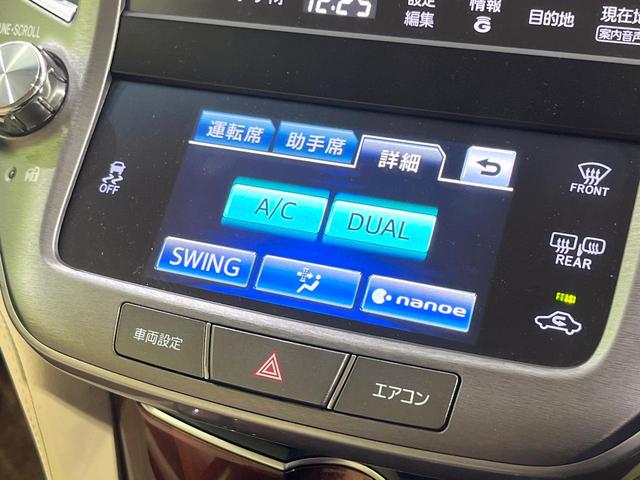 TUNE・SCROLL
12:25
設定 情報
編集 G 目的地 現在地
案内音声
運転席 助手席 詳細
OFF
FRONT
A/C DUAL
REAR
SWING nanoe
車両設定 エアコン